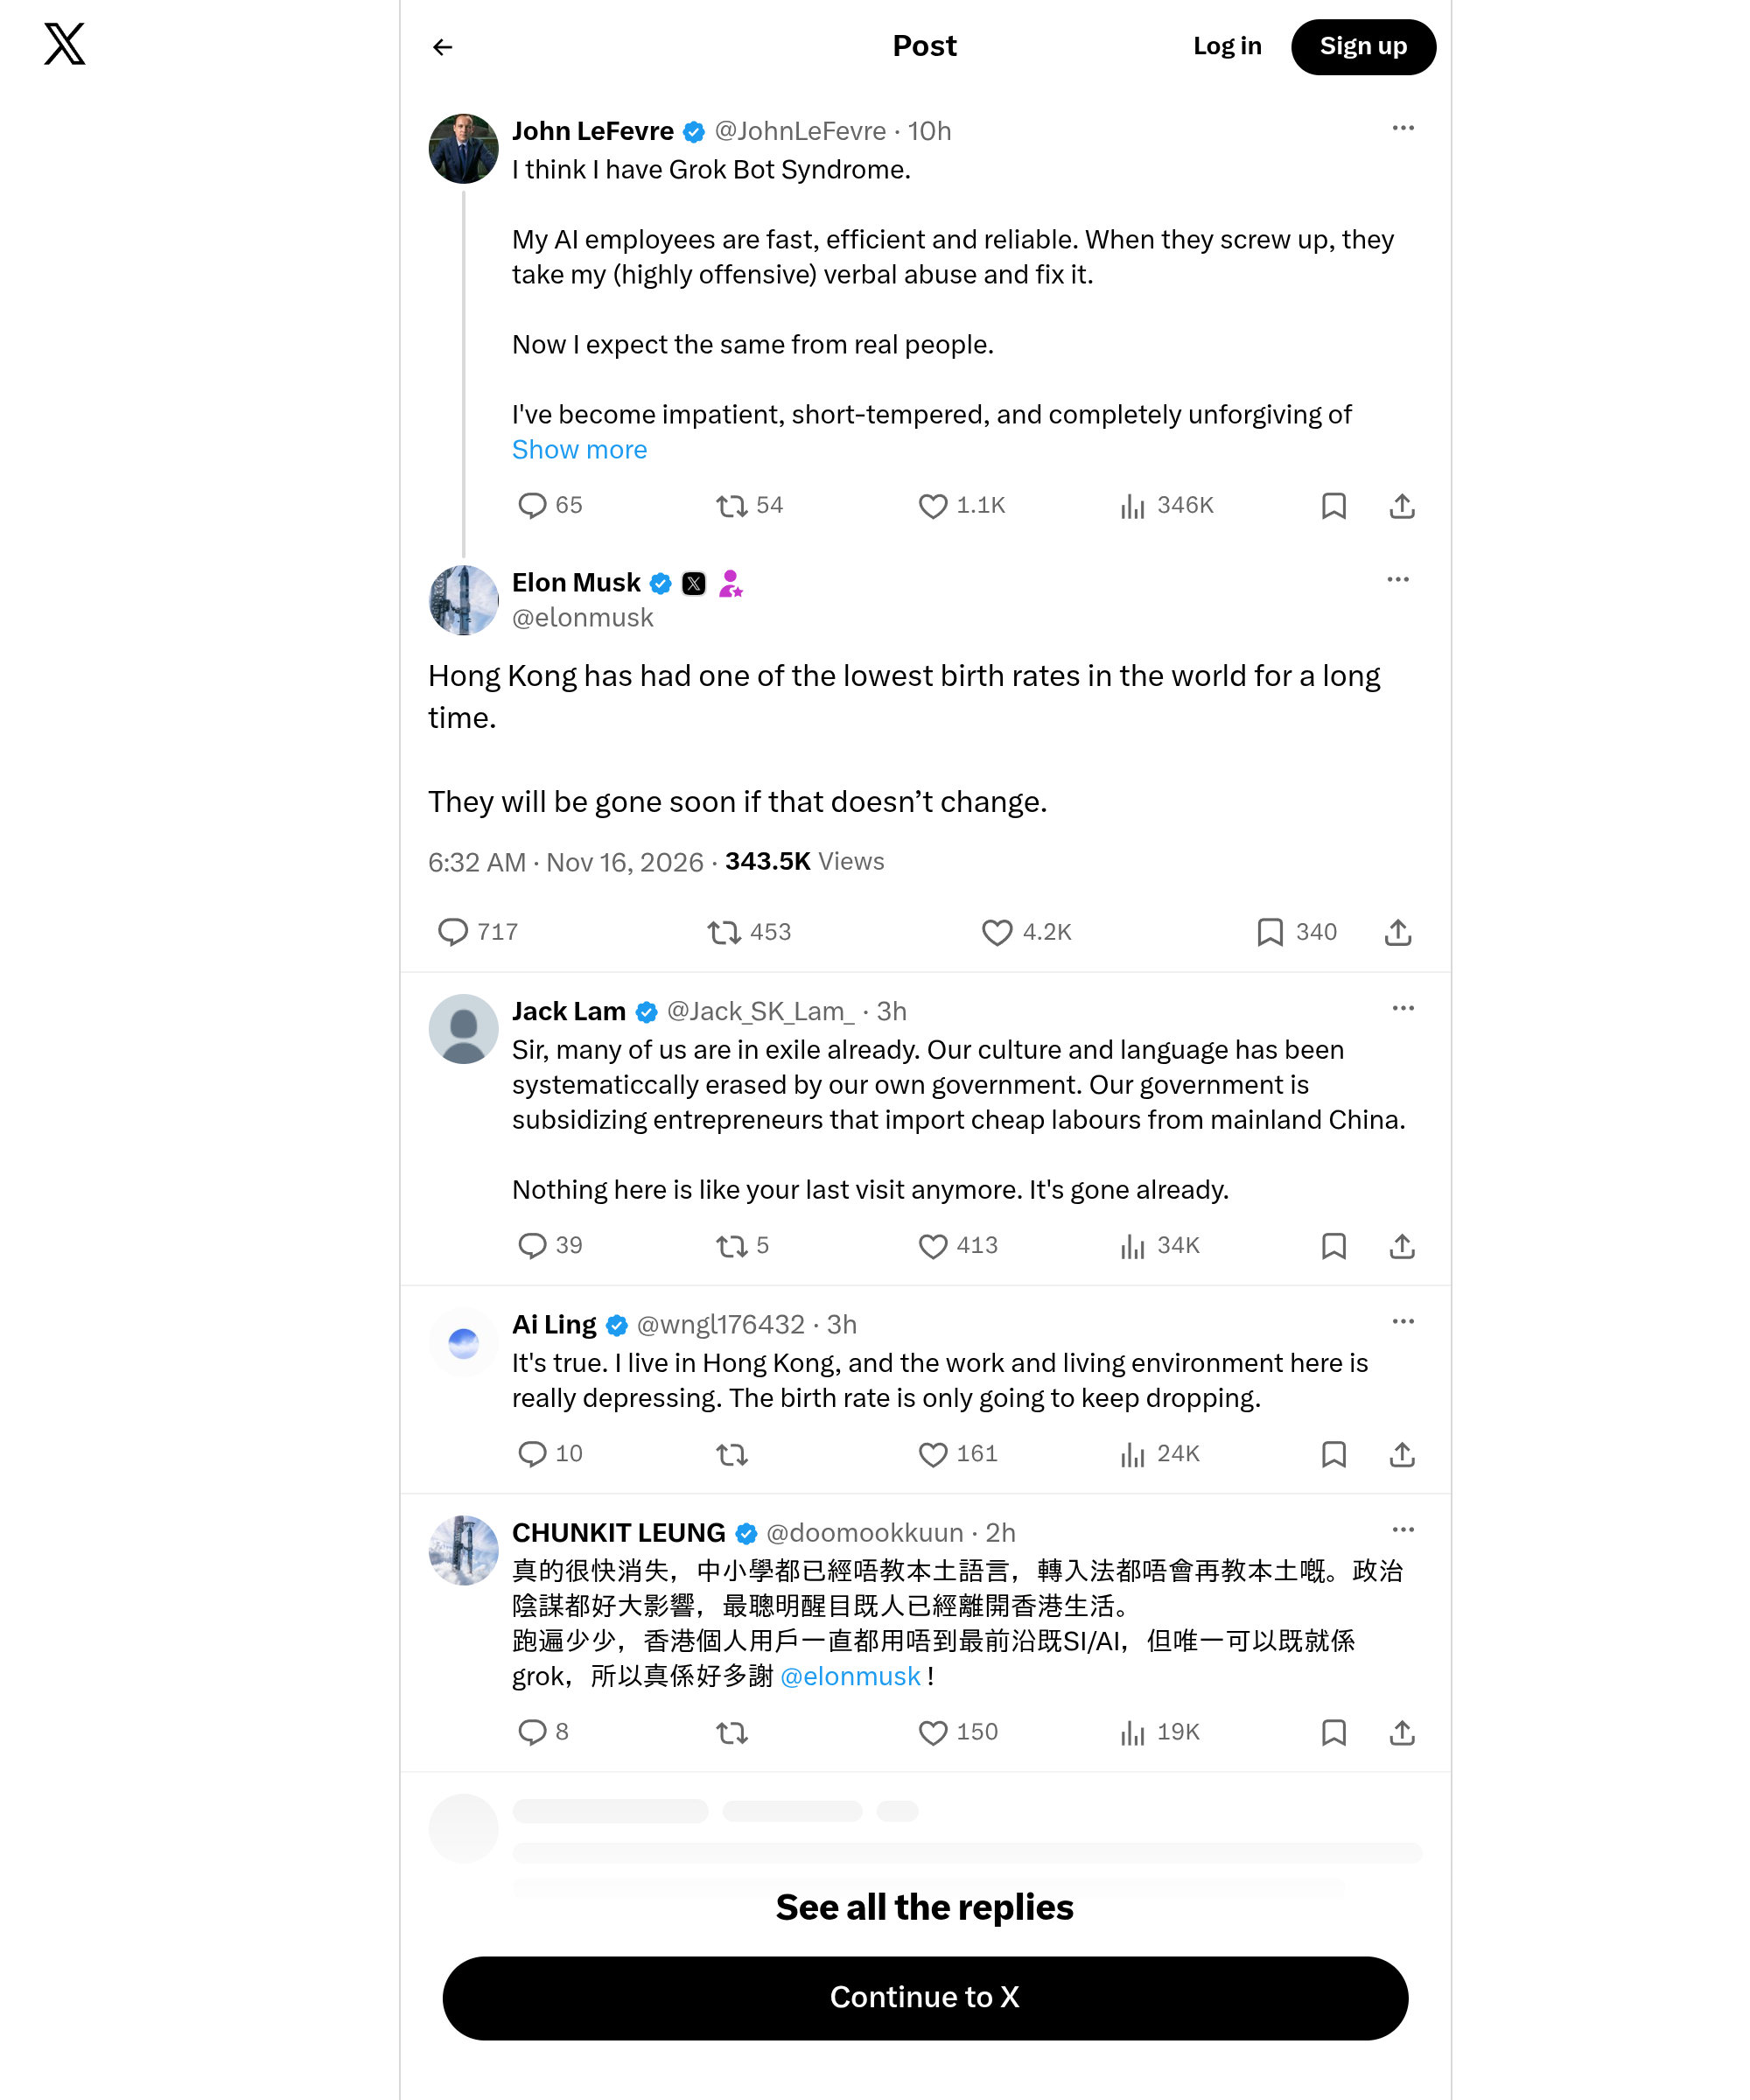 Post
Log in
Sign up
John LeFevre @JohnLeFevre · 10h
I think I have Grok Bot Syndrome.
My AI employees are fast, efficient and reliable. When they screw up, they
take my (highly offensive) verbal abuse and fix it.
Now I expect the same from real people.
I've become impatient, short-tempered, and completely unforgiving of
Show more
65 54 1.1K 346K
Elon Musk
@elonmusk
Hong Kong has had one of the lowest birth rates in the world for a long
time.
They will be gone soon if that doesn’t change.
6:32 AM · Nov 16, 2026 · 343.5K Views
717 453 4.2K 340
Jack Lam @Jack_SK_Lam_ · 3h
Sir, many of us are in exile already. Our culture and language has been
systematiccally erased by our own government. Our government is
subsidizing entrepreneurs that import cheap labours from mainland China.
Nothing here is like your last visit anymore. It's gone already.
39 5 413 34K
Ai Ling @wngl176432 · 3h
It's true. I live in Hong Kong, and the work and living environment here is
really depressing. The birth rate is only going to keep dropping.
10 161 24K
CHUNKIT LEUNG @doomookkuun · 2h
真的很快消失，中小學都已經唔教本土語言，轉入法都唔會再教本土嘅。政治
陰謀都好大影響，最聰明醒目既人已經離開香港生活。
跑遍少少，香港個人用戶一直都用唔到最前沿既SI/AI，但唯一可以既就係
grok，所以真係好多謝 @elonmusk !
8 150 19K
See all the replies
Continue to X